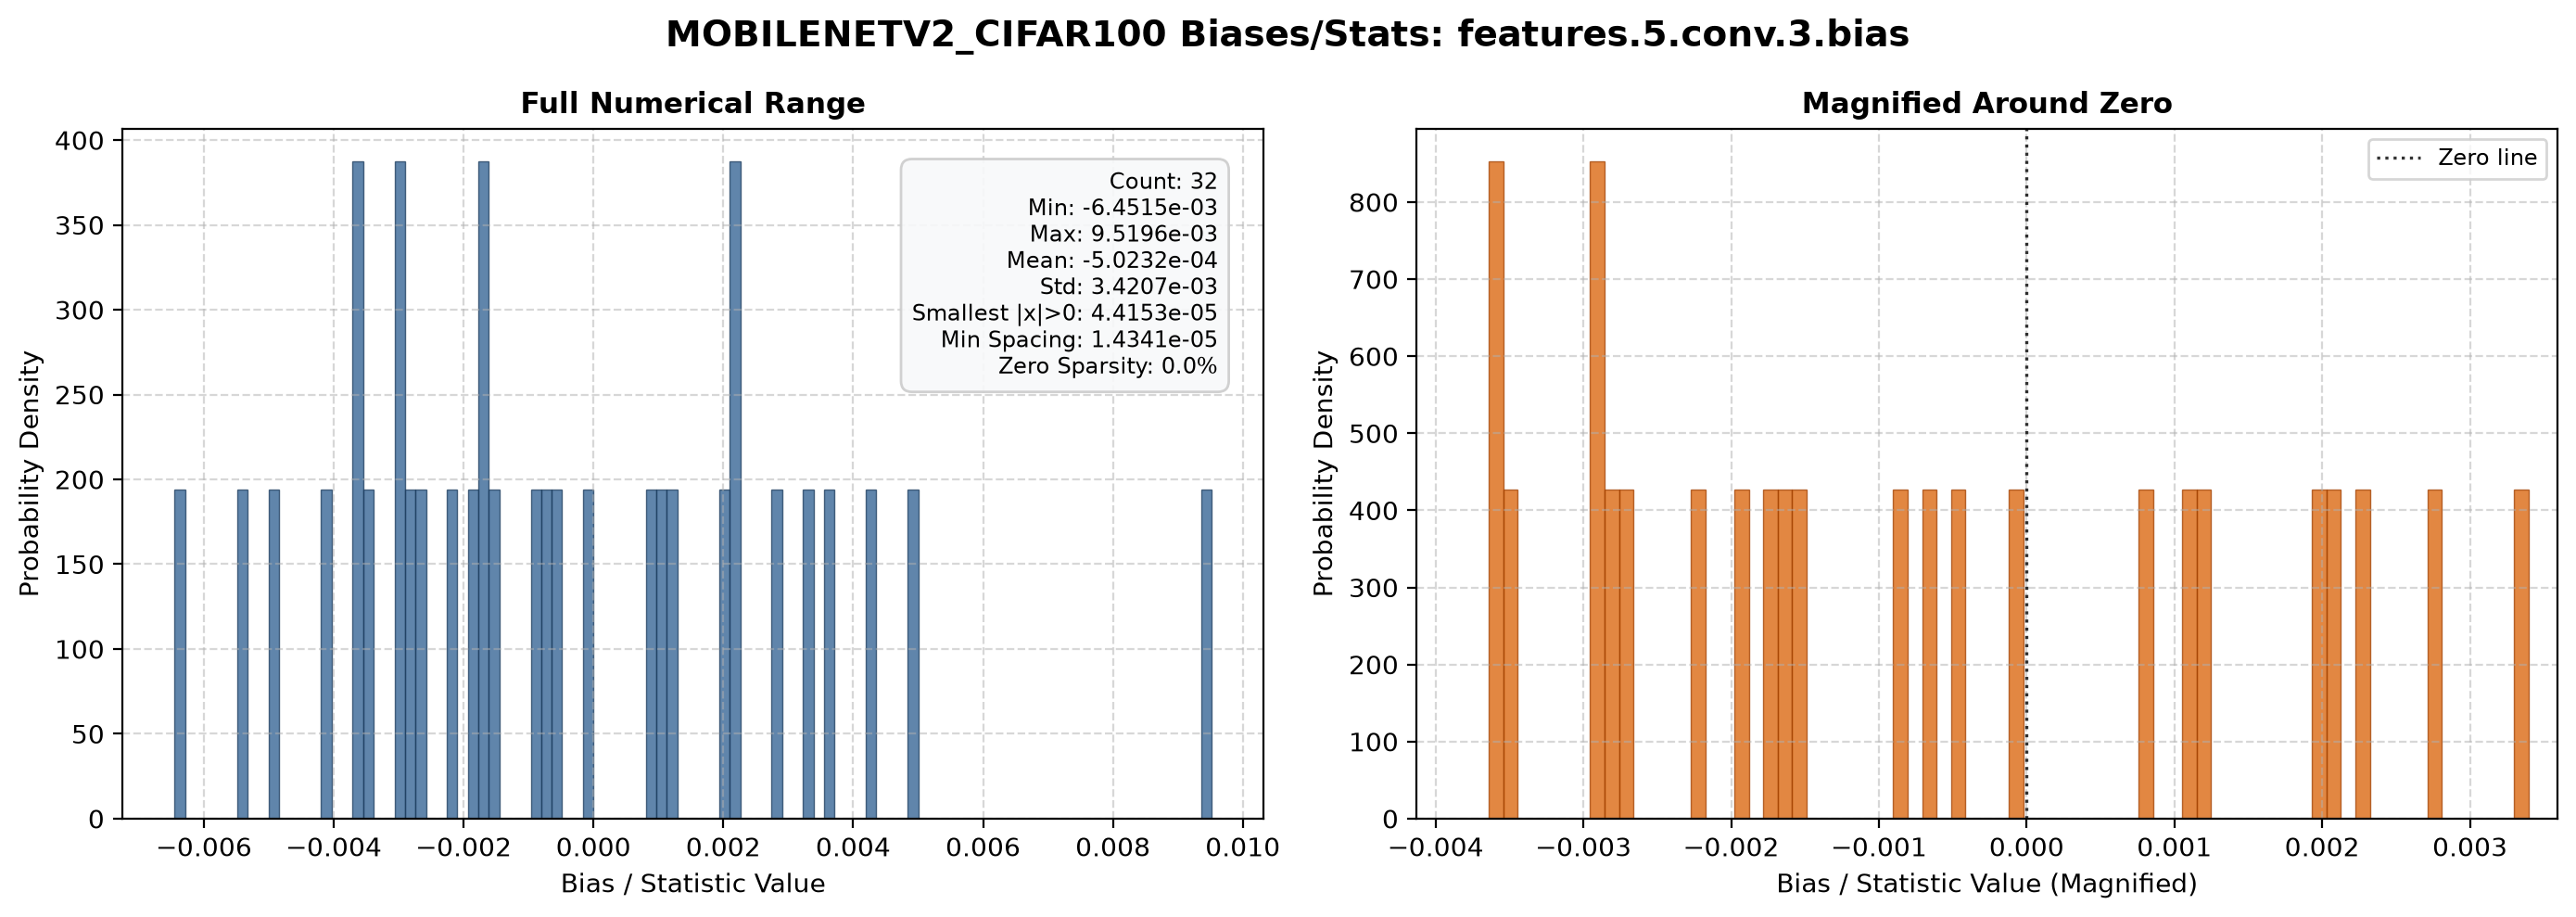 MOBILENETV2_CIFAR100 Biases/Stats: features.5.conv.3.bias
Full Numerical Range
Probability Density
400
350
300
250
200
150
100
50
0
Count: 32
Min: -6.4515e-03
Max: 9.5196e-03
Mean: -5.0232e-04
Std: 3.4207e-03
Smallest |x|>0: 4.4153e-05
Min Spacing: 1.4341e-05
Zero Sparsity: 0.0%
−0.006 −0.004 −0.002 0.000 0.002 0.004 0.006 0.008 0.010
Bias / Statistic Value
Magnified Around Zero
Probability Density
800
700
600
500
400
300
200
100
0
Zero line
−0.004 −0.003 −0.002 −0.001 0.000 0.001 0.002 0.003
Bias / Statistic Value (Magnified)